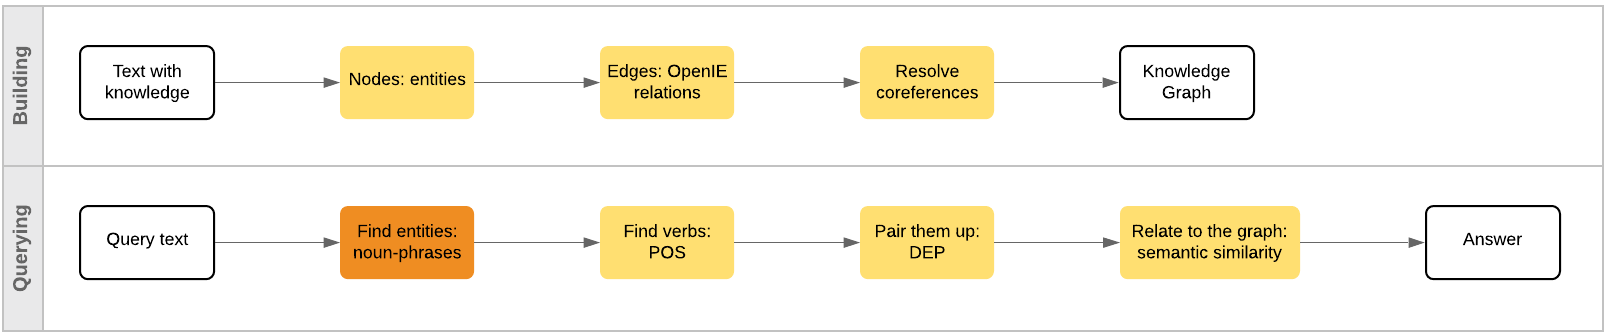 Building
Text with
knowledge
Nodes: entities
Edges: OpenIE
relations
Resolve
coreferences
Knowledge
Graph
Querying
Query text
Find entities:
noun-phrases
Find verbs:
POS
Pair them up:
DEP
Relate to the graph:
semantic similarity
Answer